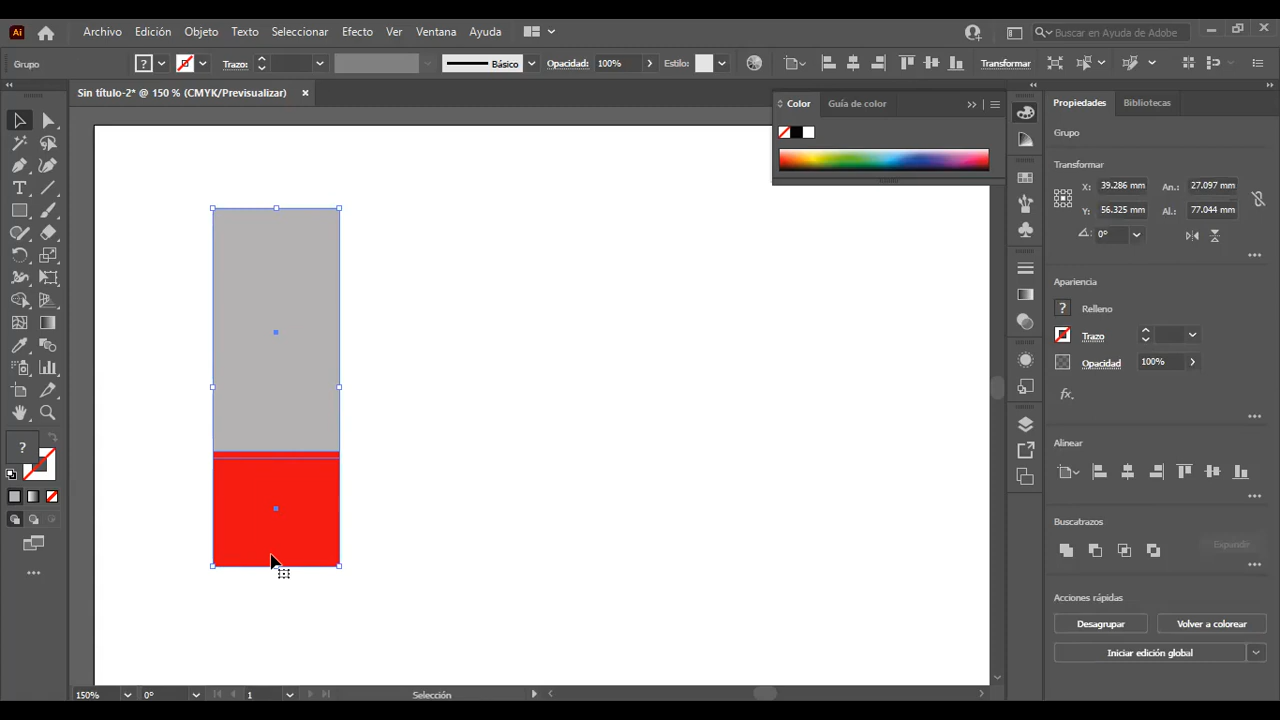 Ai Archivo Edición Objeto Texto Seleccionar Efecto Ver Ventana Ayuda Buscar en Ayuda de Adobe
Grupo ? Trazo: Básico Opacidad: 100% Estilo: Transformar
Sin título-2* @ 150 % (CMYK/Previsualizar)
Color Guía de color
Propiedades Bibliotecas
Grupo
Transformar
X: 39.286 mm An.: 27.097 mm
Y: 56.325 mm Al.: 77.044 mm
0°
Apariencia
? Relleno
Trazo
Opacidad 100%
fx.
Alinear
Buscatrazos
Expandir
Acciones rápidas
Desagrupar Volver a colorear
Iniciar edición global
?
150% 0° 1 Selección